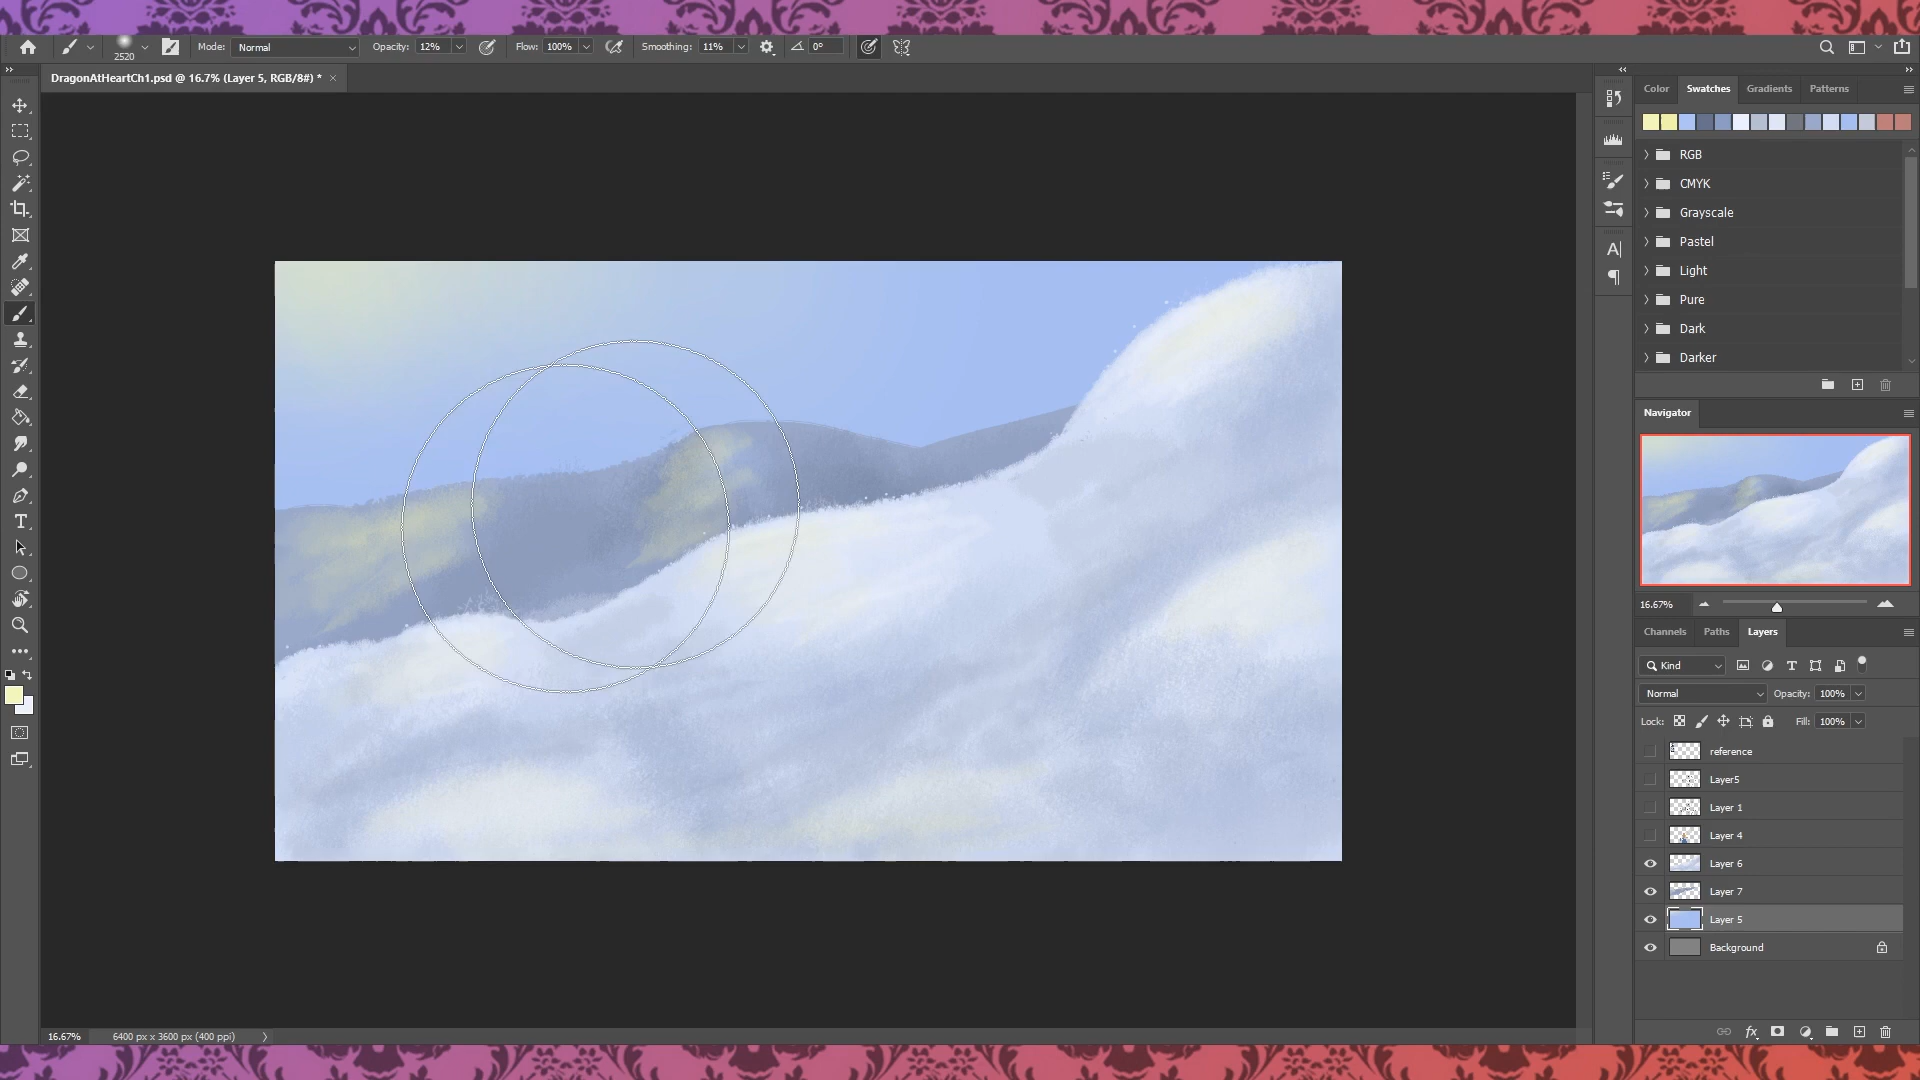 2520
Mode: Normal
Opacity: 12%
Flow: 100%
Smoothing: 11%
0°
DragonAtHeartCh1.psd @ 16.7% (Layer 5, RGB/8#) *
Color Swatches Gradients Patterns
RGB
CMYK
Grayscale
Pastel
Light
Pure
Dark
Darker
Navigator
16.67%
Channels Paths Layers
Kind
Normal
Opacity: 100%
Lock:
Fill: 100%
reference
Layer5
Layer 1
Layer 4
Layer 6
Layer 7
Layer 5
Background
16.67%
6400 px x 3600 px (400 ppi)